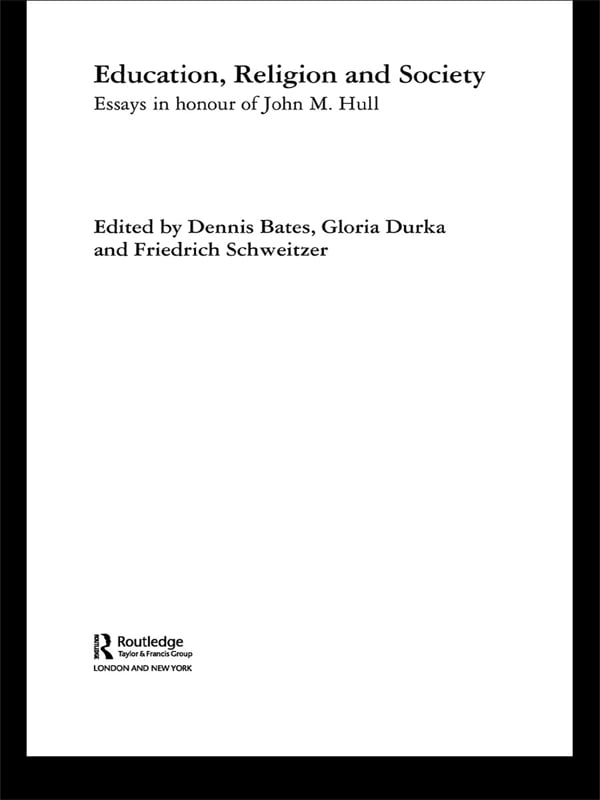 Education, Religion and Society
Essays in honour of John M. Hull
Edited by Dennis Bates, Gloria Durka
and Friedrich Schweitzer
ROUTLEDGE
Routledge
Taylor & Francis Group
LONDON AND NEW YORK